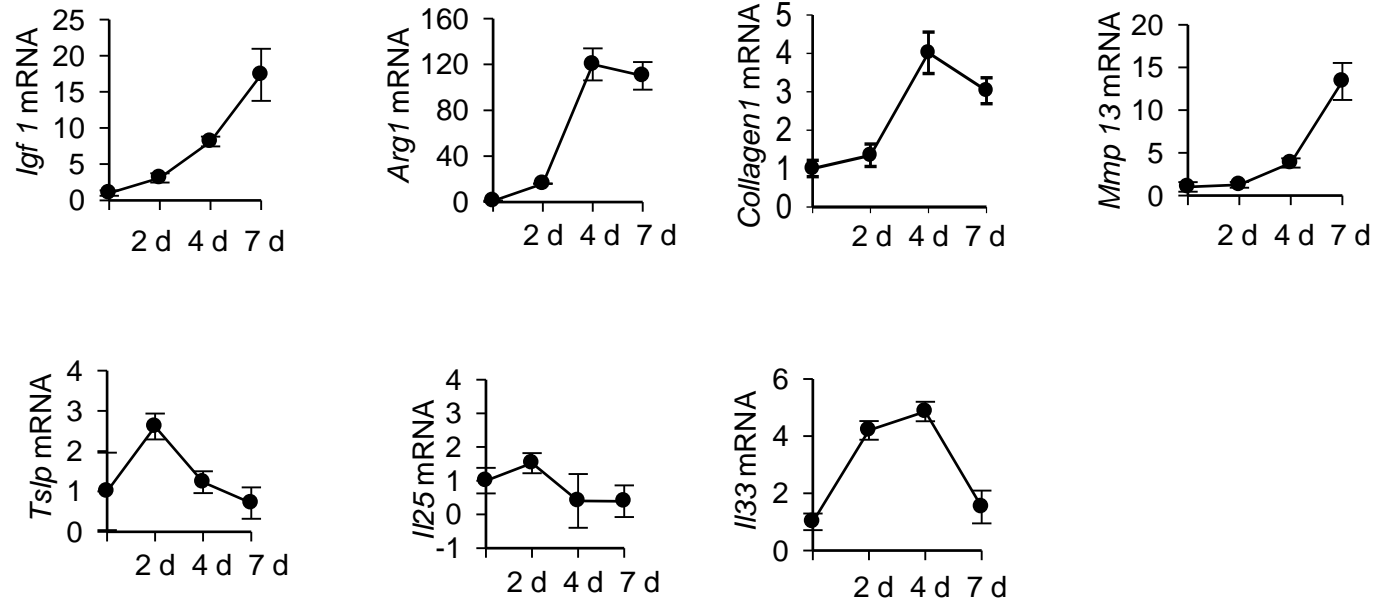 Igf 1 mRNA
25
20
15
10
5
0
2 d 4 d 7 d
Arg1 mRNA
160
120
80
40
0
2 d 4 d 7 d
Collagen1 mRNA
5
4
3
2
1
0
2 d 4 d 7 d
Mmp 13 mRNA
20
15
10
5
0
2 d 4 d 7 d
Tslp mRNA
4
3
2
1
0
2 d 4 d 7 d
Il25 mRNA
4
3
2
1
0
-1
2 d 4 d 7 d
Il33 mRNA
6
4
2
0
2 d 4 d 7 d